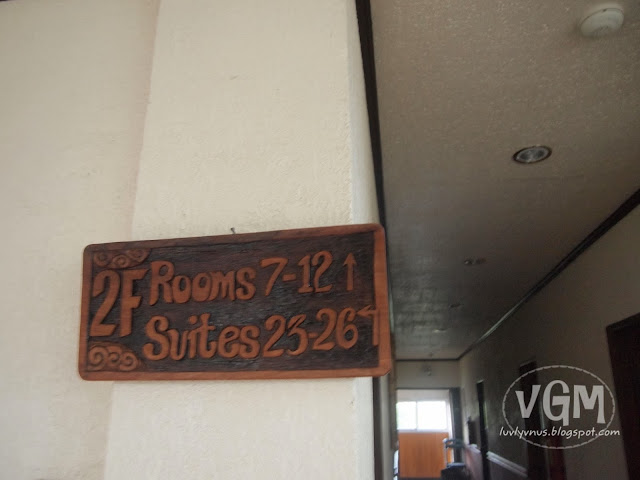 2F Rooms 7-12 ↑
Suites 23-26 ↰
VGM
luvlyvnus.blogspot.com